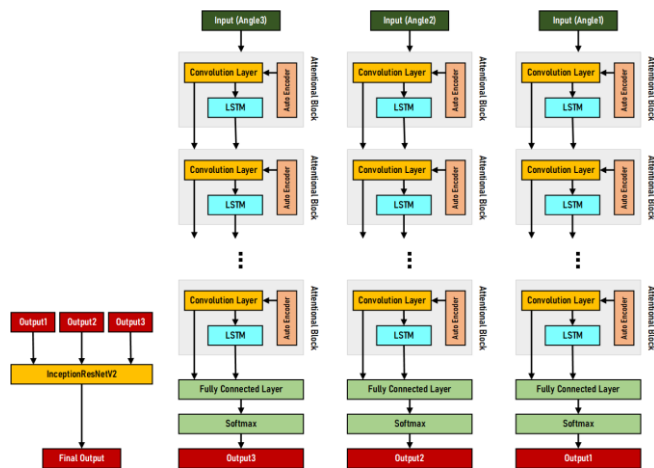 Input (Angle3)
Input (Angle2)
Input (Angle1)
Convolution Layer
LSTM
Auto Encoder
Attentional Block
Convolution Layer
LSTM
Auto Encoder
Attentional Block
Convolution Layer
LSTM
Auto Encoder
Attentional Block
Convolution Layer
LSTM
Auto Encoder
Attentional Block
Convolution Layer
LSTM
Auto Encoder
Attentional Block
Convolution Layer
LSTM
Auto Encoder
Attentional Block
Convolution Layer
LSTM
Auto Encoder
Attentional Block
Convolution Layer
LSTM
Auto Encoder
Attentional Block
Convolution Layer
LSTM
Auto Encoder
Attentional Block
Output1
Output2
Output3
InceptionResNetV2
Final Output
Fully Connected Layer
Fully Connected Layer
Fully Connected Layer
Softmax
Softmax
Softmax
Output3
Output2
Output1